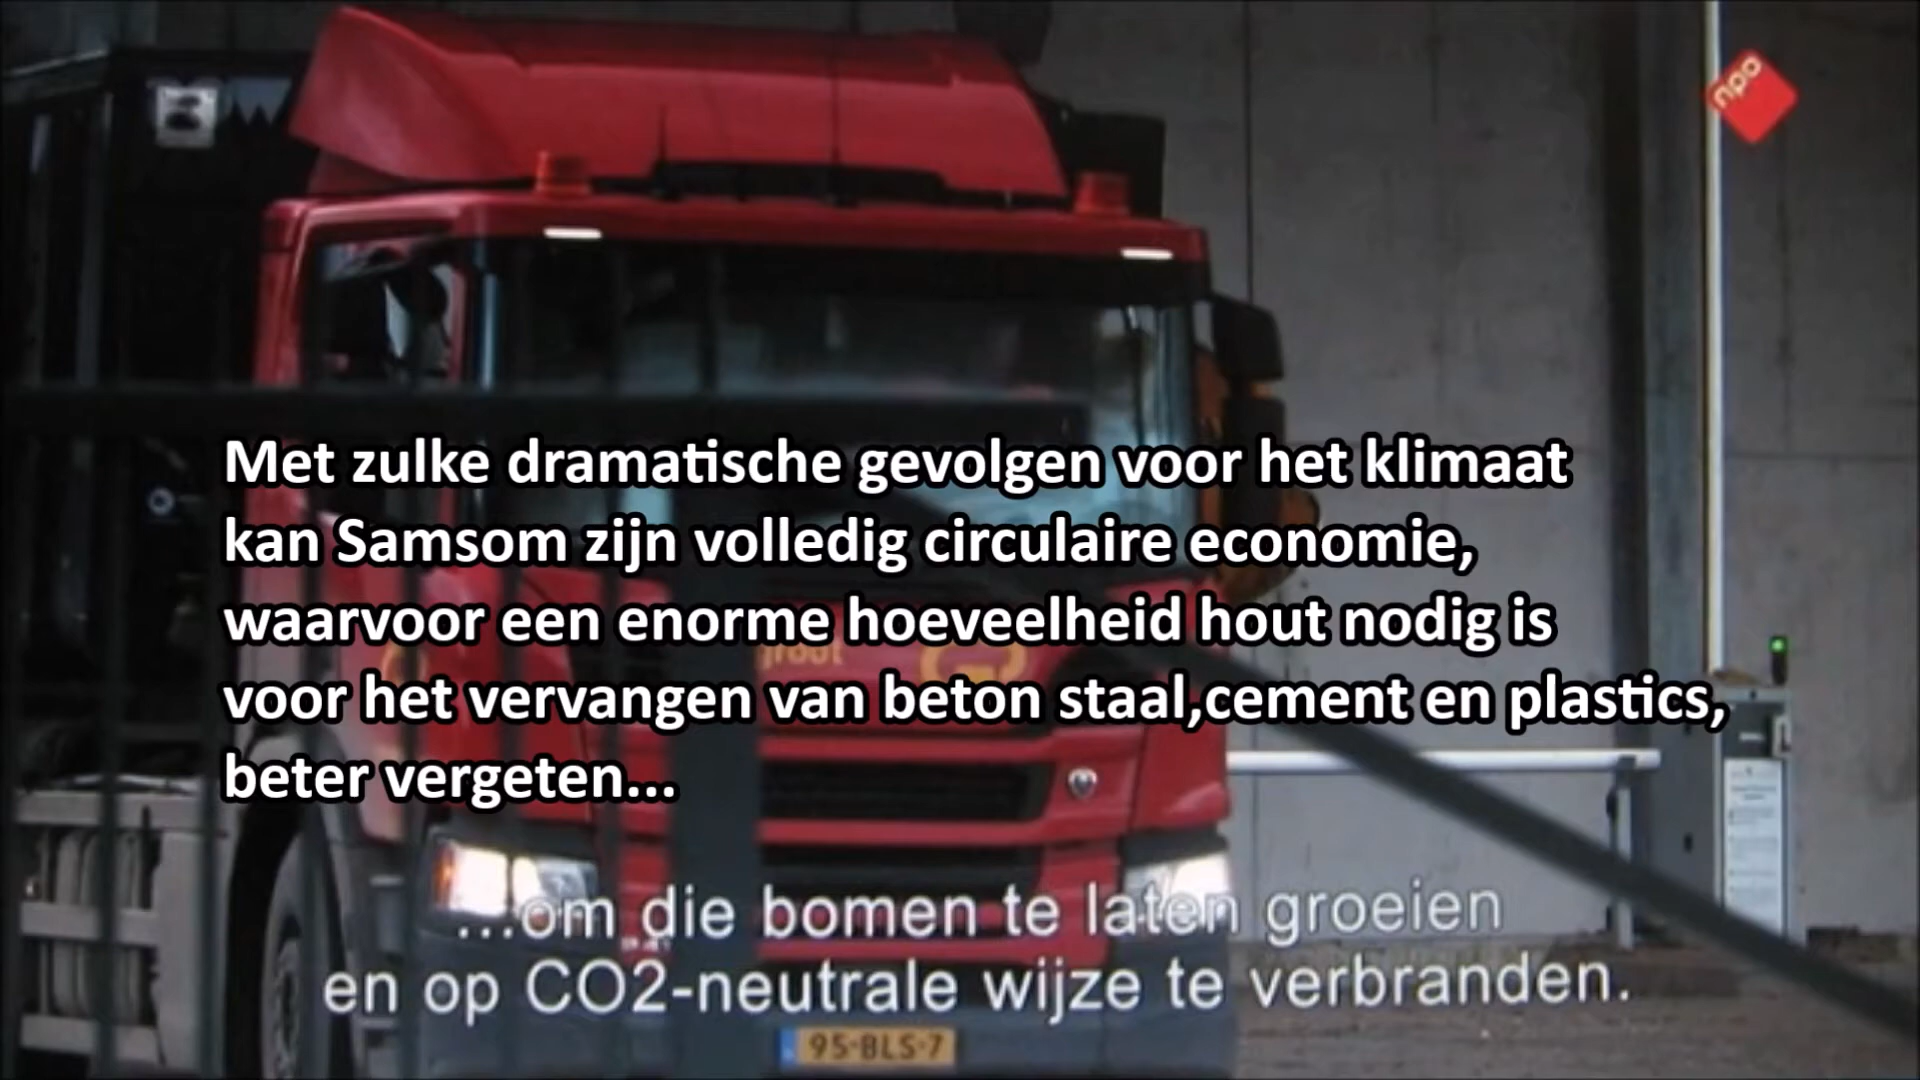 npo
Met zulke dramatische gevolgen voor het klimaat
kan Samsom zijn volledig circulaire economie,
waarvoor een enorme hoeveelheid hout nodig is
voor het vervangen van beton staal,cement en plastics,
beter vergeten...
...om die bomen te laten groeien
en op CO2-neutrale wijze te verbranden.
95-BLS-7